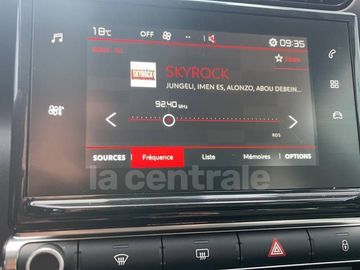 18°C OFF -- 09:35
SKYROCK
SKYROCK
JUNGELI, IMEN ES, ALONZO, ABOU DEBEIN...
92.40 MHz
RDS
SOURCES Fréquence Liste Mémoires OPTIONS
la centrale